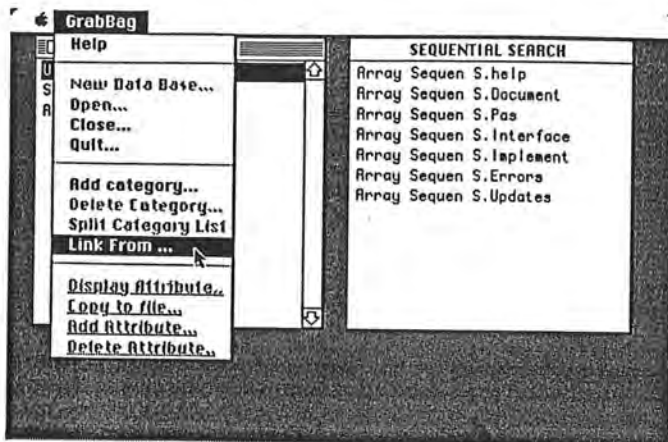 GrabBag
Help
New Data Base...
Open...
Close...
Quit...
Add category...
Delete Category...
Split Category List
Link From ...
Display Attribute..
Copy to file...
Add Attribute...
Delete Attribute..
SEQUENTIAL SEARCH
Array Sequen S.help
Array Sequen S.Document
Array Sequen S.Pas
Array Sequen S.Interface
Array Sequen S.Implement
Array Sequen S.Errors
Array Sequen S.Updates